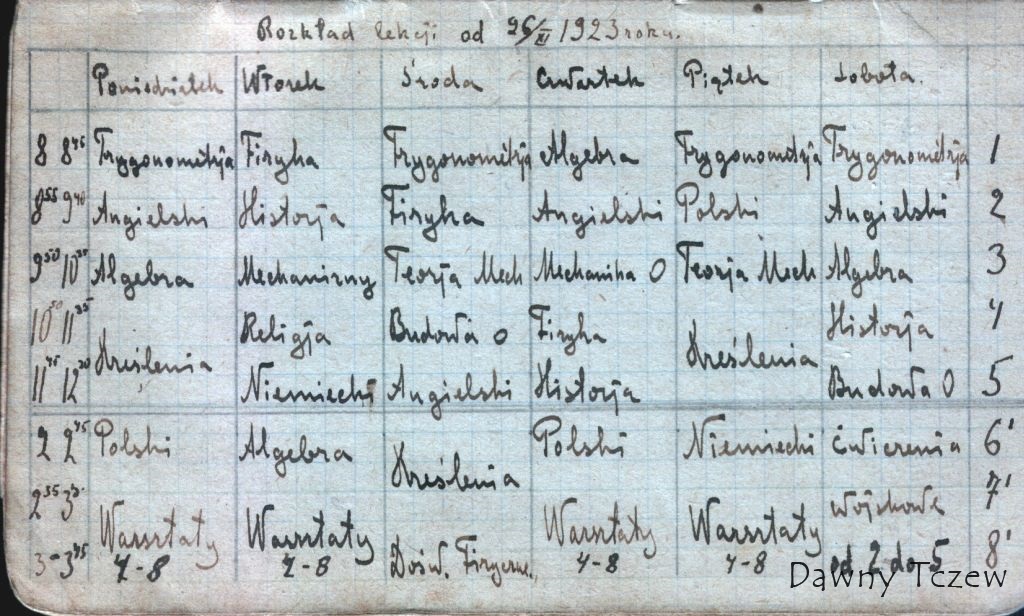 Rozkład lekcji od 26/XI 1923 roku.
Poniedziałek Wtorek Środa Czwartek Piątek Sobota.
8 8⁴⁵ Trygonometrja Fizyka Trygonometrja Algebra Trygonometrja Trygonometrja 1
8⁵⁵ 9⁴⁰ Angielski Historja Fizyka Angielski Polski Angielski 2
9⁵⁰ 10³⁵ Algebra Mechaniczny Teorja Mech Mechanika O Teorja Mech Algebra 3
10⁵⁰ 11³⁵ Religja Budowa O Fizyka Historja 4
Kreślenia Kreślenia
11⁴⁵ 12³⁰ Niemiecki Angielski Historja Budowa O 5
2 2⁴⁵ Polski Algebra Polski Niemiecki Ćwiczenia 6'
Kreślenia
2⁵⁵ wojskowe 7'
Warsztaty Warsztaty Warsztaty Warsztaty
3-3⁴⁵ 4-8 4-8 Dośw. Fizyczne. 4-8 4-8 od 2 do 5 8'
Dawny Tczew